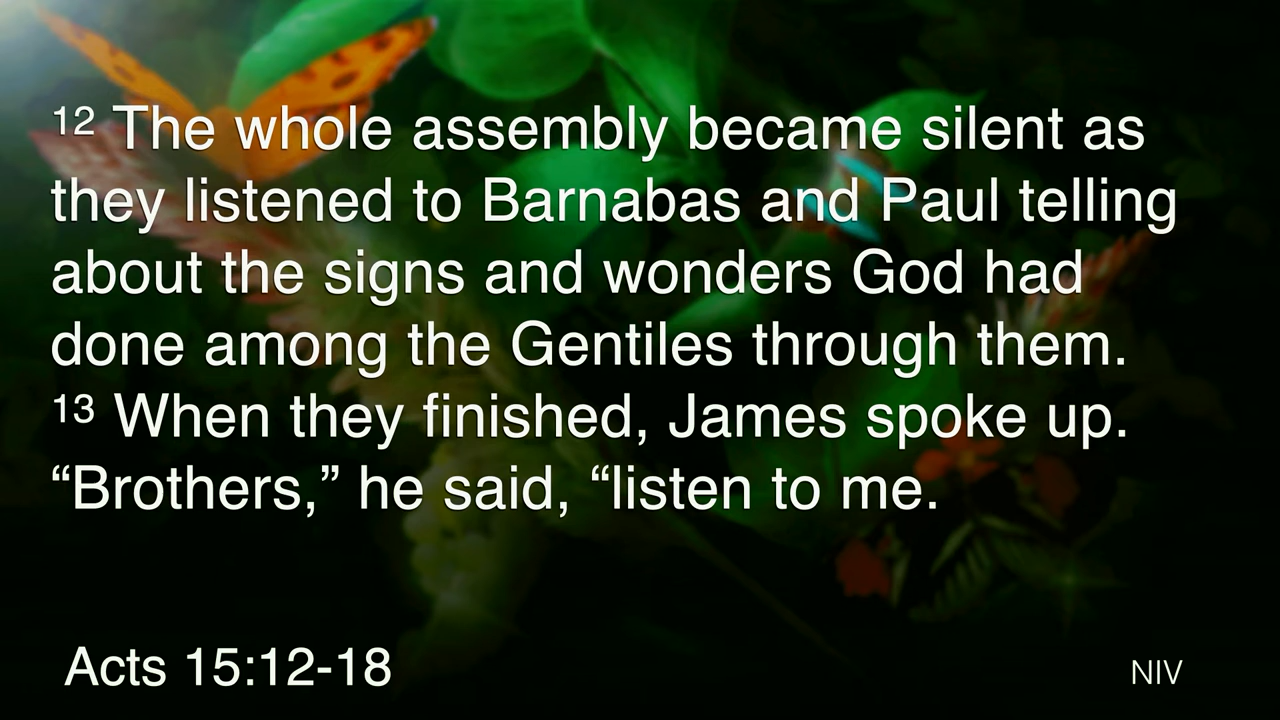 12 The whole assembly became silent as
they listened to Barnabas and Paul telling
about the signs and wonders God had
done among the Gentiles through them.
13 When they finished, James spoke up.
“Brothers,” he said, “listen to me.
Acts 15:12-18
NIV